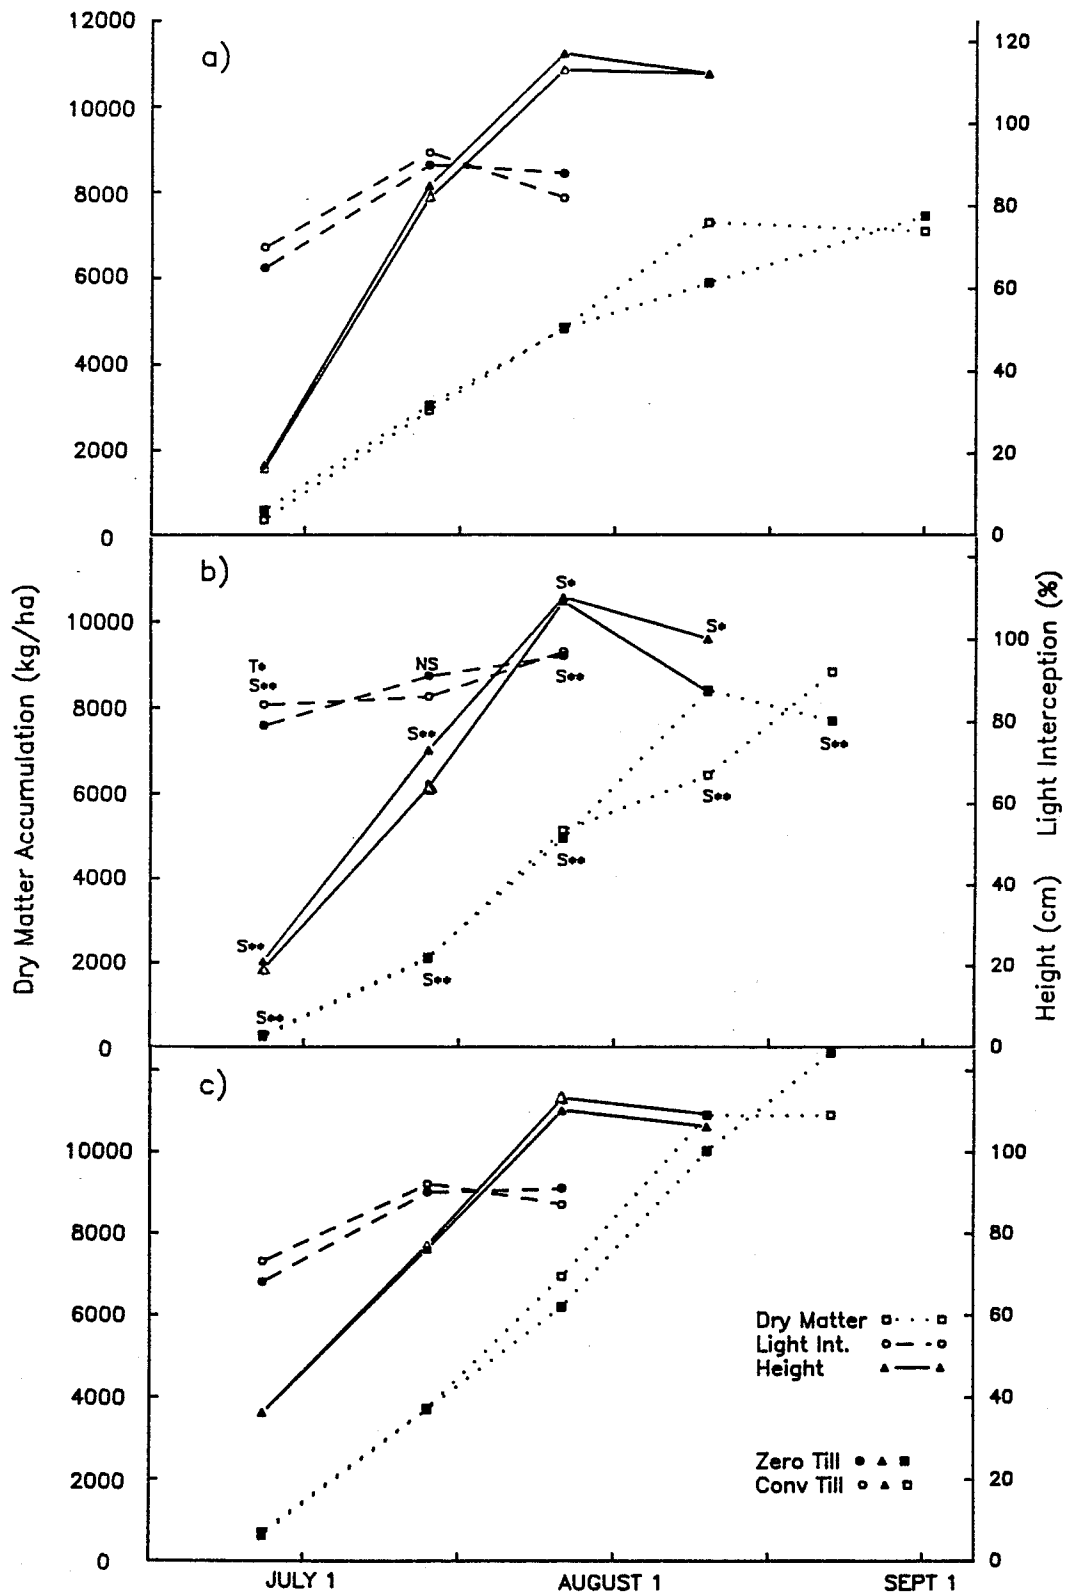 12000
10000
8000
6000
4000
2000
0
a)
120
100
80
60
40
20
0
b)
10000
8000
6000
4000
2000
0
T*
S**
NS
S*
S*
S**
S**
S**
S**
S**
S**
S**
S**
100
80
60
40
20
0
Dry Matter Accumulation (kg/ha)
Height (cm) Light Interception (%)
c)
10000
8000
6000
4000
2000
0
100
80
60
40
20
0
Dry Matter
Light Int.
Height
Zero Till
Conv Till
JULY 1 AUGUST 1 SEPT 1